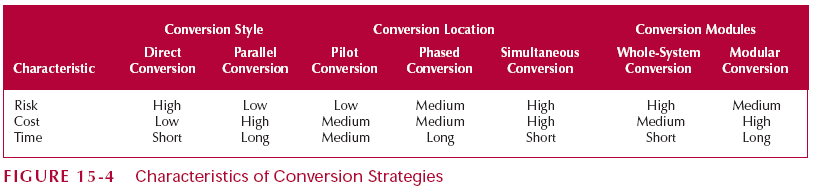 Conversion Style Conversion Location Conversion Modules
Direct Parallel Pilot Phased Simultaneous Whole-System Modular
Characteristic Conversion Conversion Conversion Conversion Conversion Conversion Conversion
Risk High Low Low Medium High High Medium
Cost Low High Medium Medium High Medium High
Time Short Long Medium Long Short Short Long
FIGURE 15-4 Characteristics of Conversion Strategies